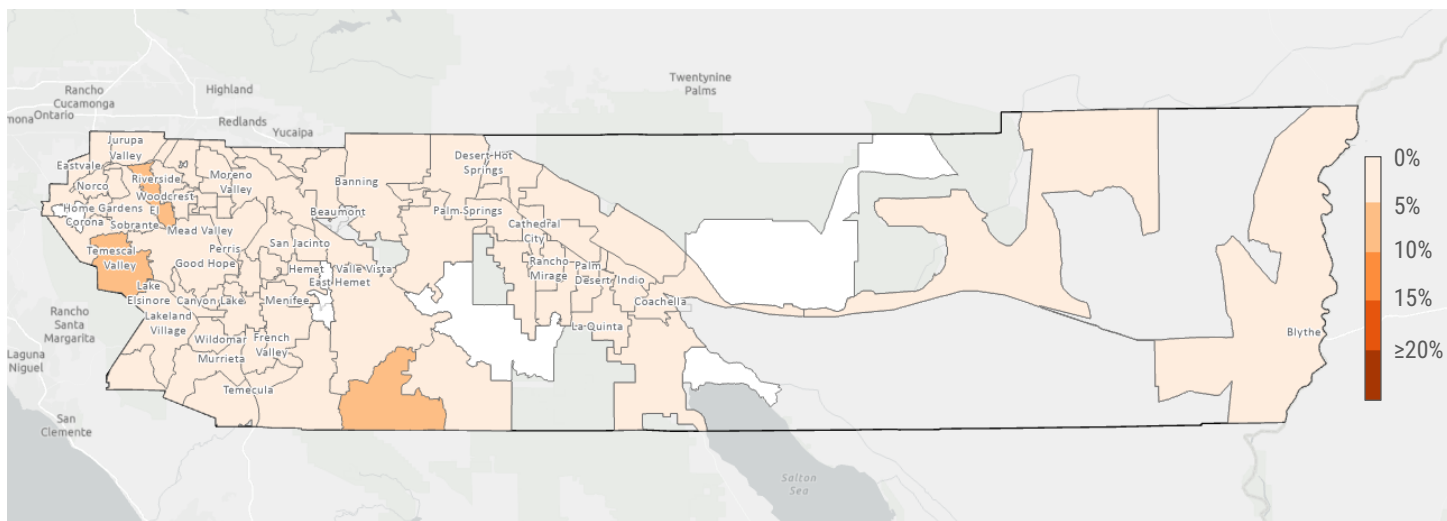 Twentynine
Palms
Rancho
Cucamonga
Highland
mona
Ontario
Redlands
Yucaipa
Jurupa
Valley
Eastvale
Riverside
Norco
Woodcrest
Moreno
Valley
Home Gardens
El
Corona
Sobrante
Mead Valley
Banning
Beaumont
Desert Hot
Springs
Palm Springs
Cathedral
City
Temescal
Valley
Perris
Good Hope
San Jacinto
Hemet
Valle Vista
East Hemet
Rancho
Mirage
Palm
Desert
Indio
Lake
Elsinore
Canyon Lake
Menifee
Coachella
Lakeland
Village
Rancho
Santa
Margarita
Wildomar
French
Valley
La Quinta
Murrieta
Laguna
Niguel
Temecula
Blythe
San
Clemente
Salton
Sea
0%
5%
10%
15%
≥20%